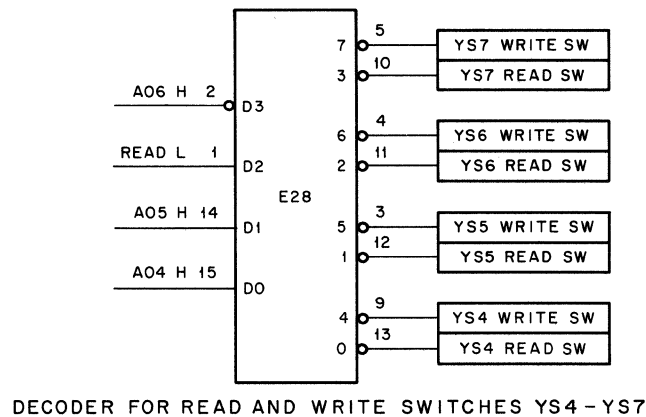 5
7 YS7 WRITE SW
10
3 YS7 READ SW
A06 H 2 D3
4
6 YS6 WRITE SW
READ L 1 D2
11
2 YS6 READ SW
E28
3
A05 H 14 D1 5 YS5 WRITE SW
12
1 YS5 READ SW
A04 H 15 D0
9
4 YS4 WRITE SW
13
0 YS4 READ SW
DECODER FOR READ AND WRITE SWITCHES YS4-YS7